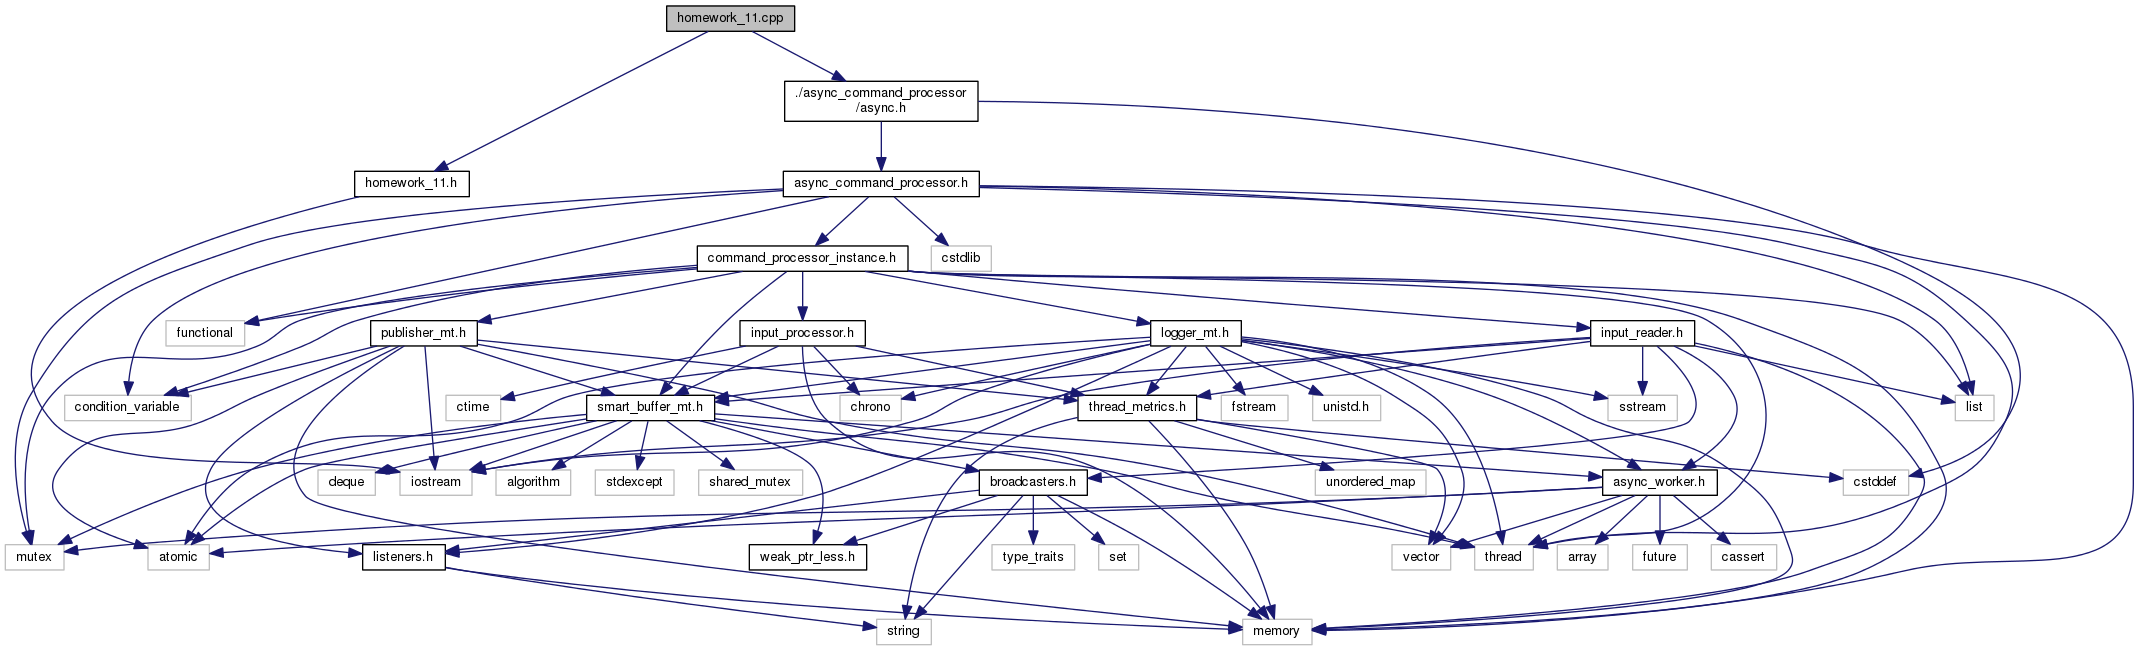 homework_11.cpp
./async_command_processor
/async.h
homework_11.h
async_command_processor.h
command_processor_instance.h
cstdlib
functional
publisher_mt.h
input_processor.h
logger_mt.h
input_reader.h
condition_variable
ctime
smart_buffer_mt.h
chrono
thread_metrics.h
fstream
unistd.h
sstream
list
deque
iostream
algorithm
stdexcept
shared_mutex
broadcasters.h
unordered_map
async_worker.h
cstddef
mutex
atomic
listeners.h
weak_ptr_less.h
type_traits
set
vector
thread
array
future
cassert
string
memory